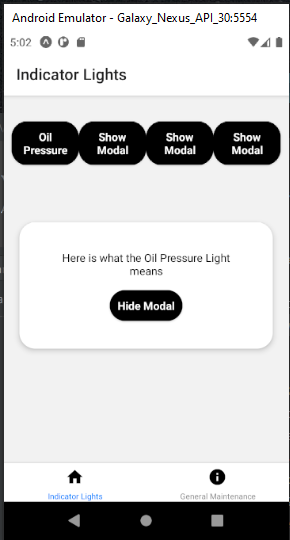 Android Emulator - Galaxy_Nexus_API_30:5554
5:02
Indicator Lights
Oil Pressure
Show Modal
Show Modal
Show Modal
Here is what the Oil Pressure Light
means
Hide Modal
Indicator Lights
General Maintenance